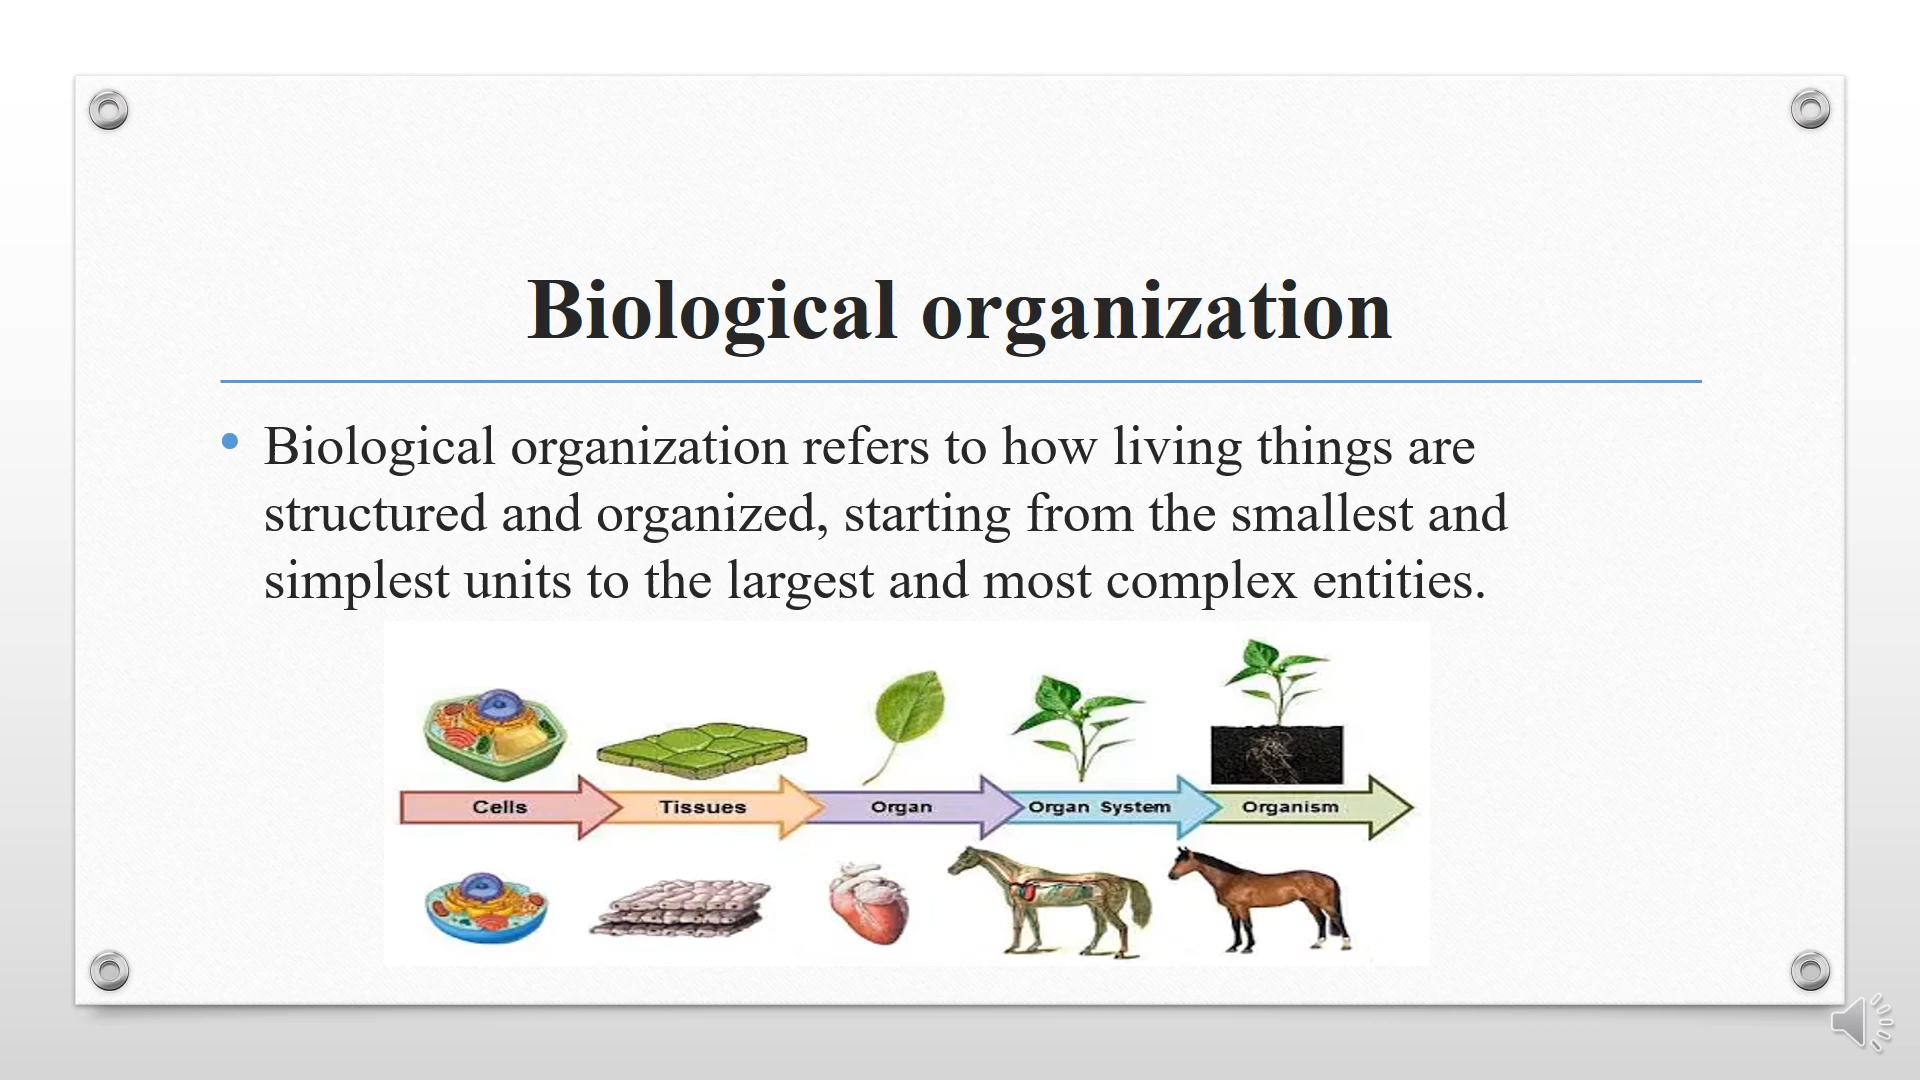 Biological organization
• Biological organization refers to how living things are
structured and organized, starting from the smallest and
simplest units to the largest and most complex entities.
Cells Tissues Organ Organ System Organism